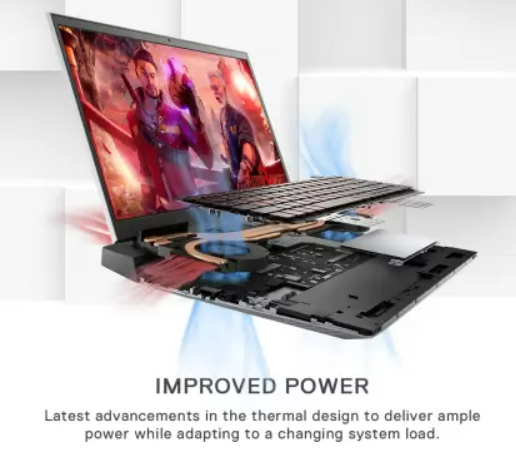 IMPROVED POWER
Latest advancements in the thermal design to deliver ample
power while adapting to a changing system load.